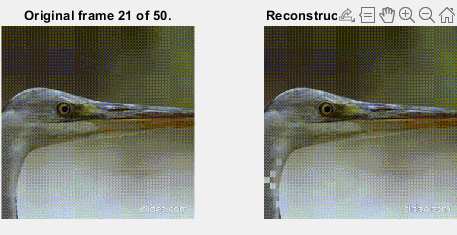 Original frame 21 of 50.
Reconstruc